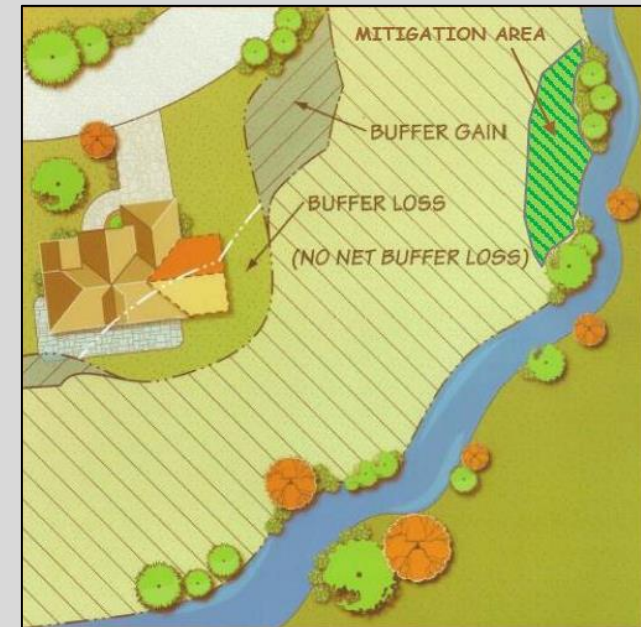 MITIGATION AREA
BUFFER GAIN
BUFFER LOSS
(NO NET BUFFER LOSS)